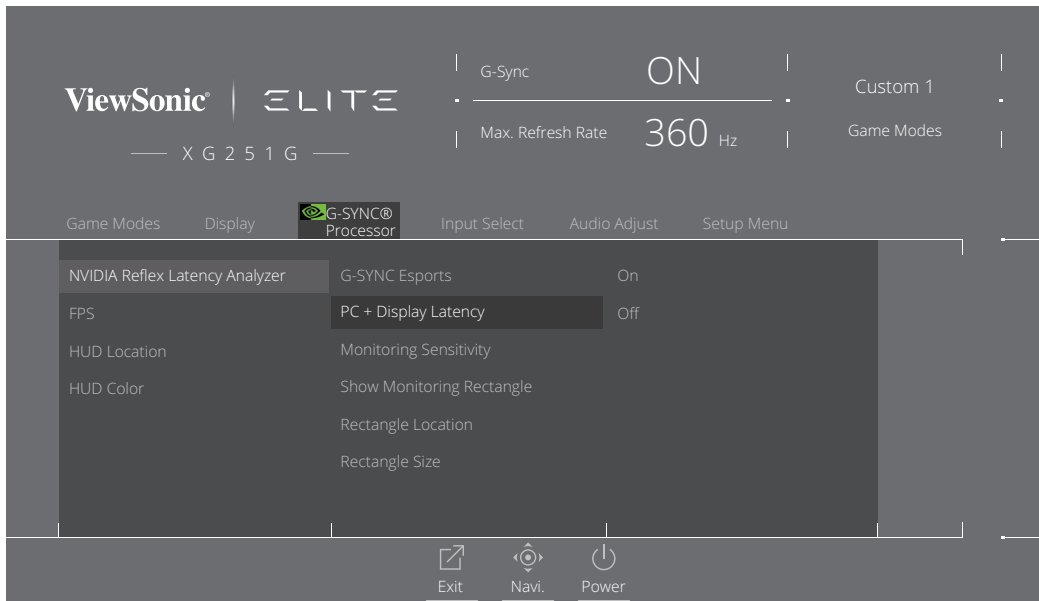 ViewSonic®
ELITE
XG251G
G-Sync
ON
Max. Refresh Rate
360 Hz
Custom 1
Game Modes
Game Modes
Display
G-SYNC®
Processor
Input Select
Audio Adjust
Setup Menu
NVIDIA Reflex Latency Analyzer
FPS
HUD Location
HUD Color
G-SYNC Esports
PC + Display Latency
Monitoring Sensitivity
Show Monitoring Rectangle
Rectangle Location
Rectangle Size
On
Off
Exit
Navi.
Power